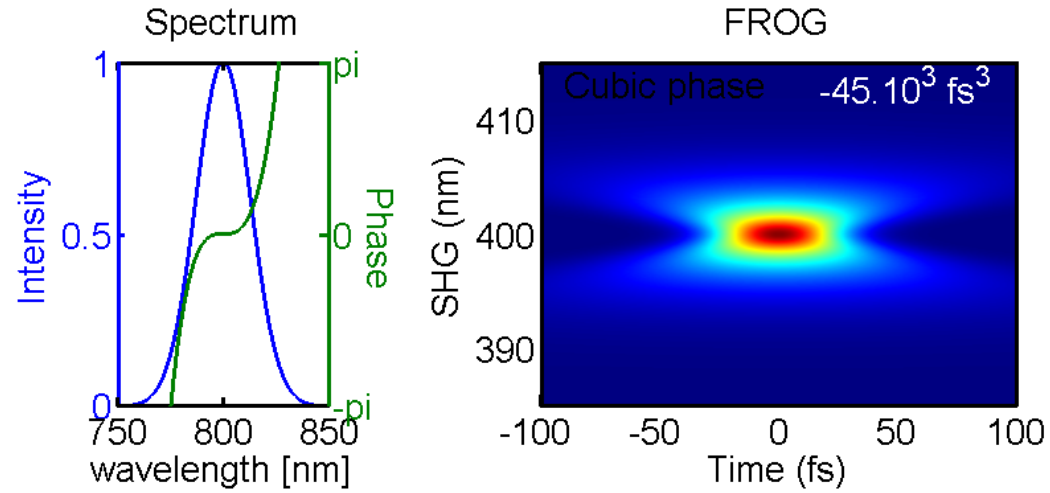 Spectrum
1
0.5
0
Intensity
pi
0
-pi
Phase
750
800
850
wavelength [nm]
FROG
Cubic phase
-45.10³ fs³
410
400
390
SHG (nm)
-100
-50
0
50
100
Time (fs)